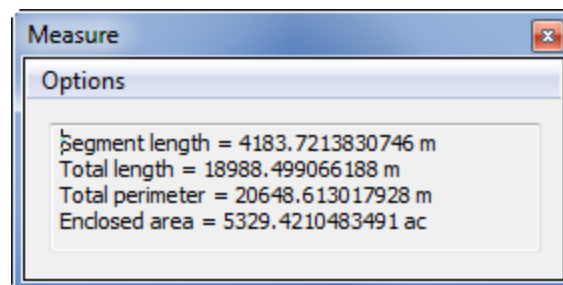 Measure
Options
Segment length = 4183.7213830746 m
Total length = 18988.499066188 m
Total perimeter = 20648.613017928 m
Enclosed area = 5329.4210483491 ac